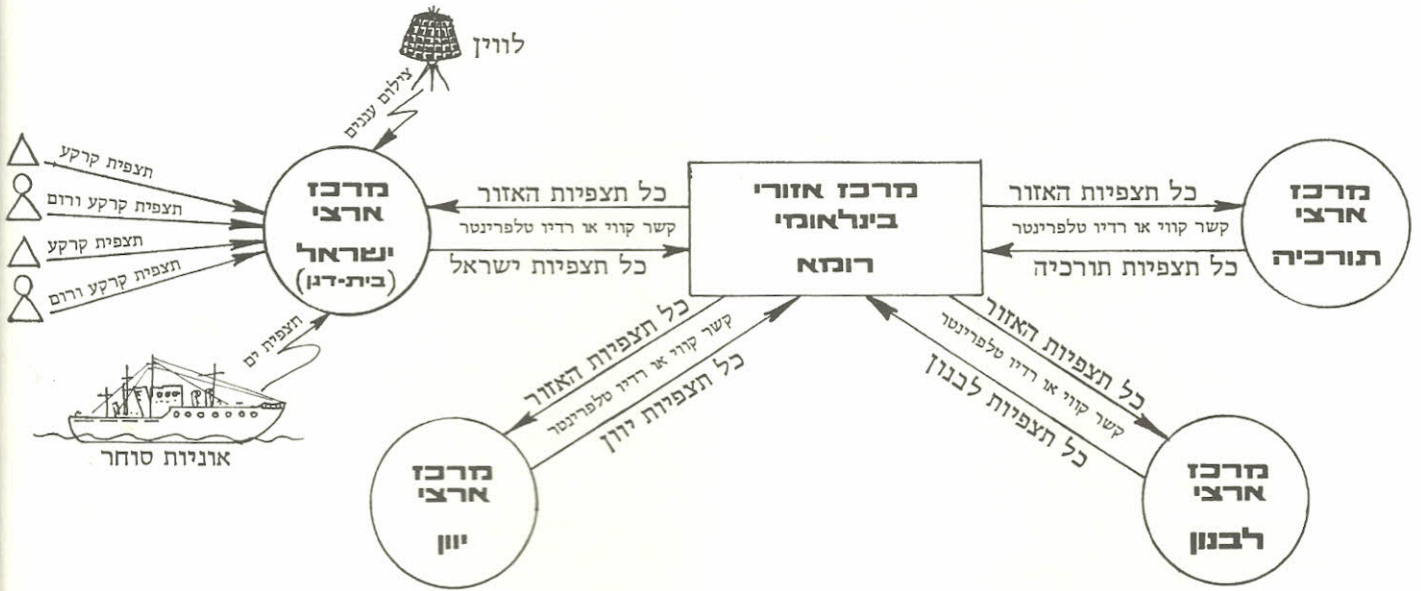 לווין
צילום עננים
תצפית קרקע
תצפית קרקע ורום
תצפית קרקע
תצפית קרקע ורום
תצפית ים
אוניות סוחר
מרכז
ארצי
ישראל
(בית-דגן)
כל תצפיות האזור
קשר קווי או רדיו טלפרינטר
כל תצפיות ישראל
מרכז אזורי
בינלאומי
רומא
כל תצפיות האזור
קשר קווי או רדיו טלפרינטר
כל תצפיות תורכיה
מרכז
ארצי
תורכיה
כל תצפיות האזור
קשר קווי או רדיו טלפרינטר
כל תצפיות יוון
מרכז
ארצי
יוון
כל תצפיות האזור
קשר קווי או רדיו טלפרינטר
כל תצפיות לבנון
מרכז
ארצי
לבנון